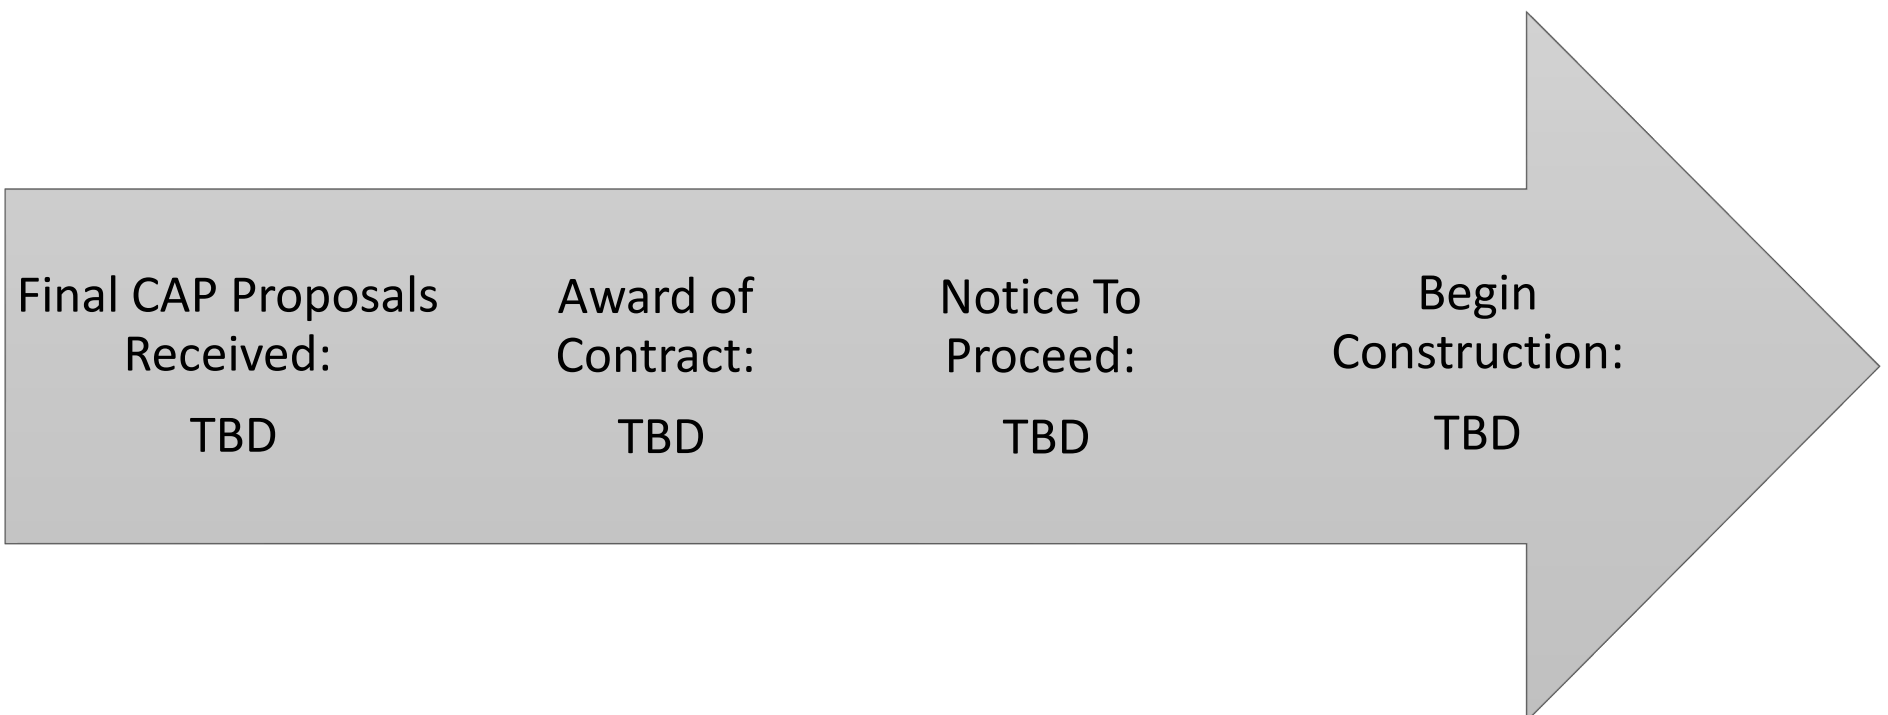 Final CAP Proposals
Received:
TBD
Award of
Contract:
TBD
Notice To
Proceed:
TBD
Begin
Construction:
TBD